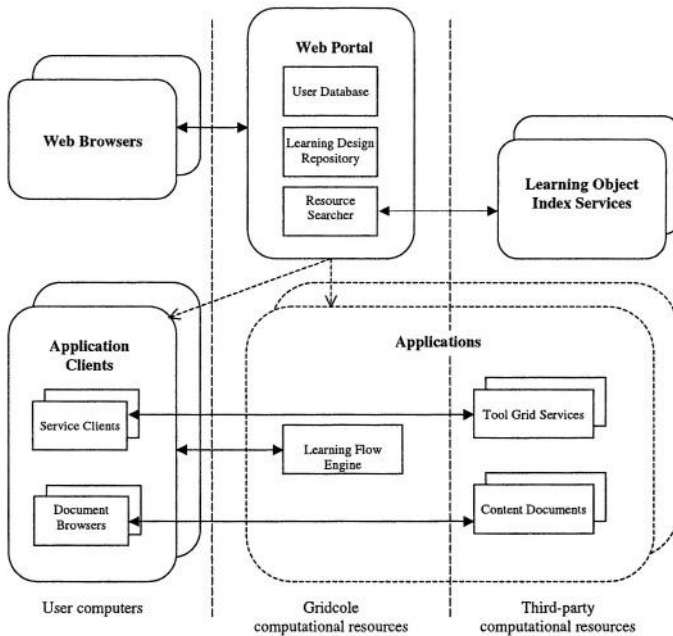 Web Portal
User Database
Web Browsers
Learning Design
Repository
Resource
Searcher
Learning Object
Index Services
Application
Clients
Applications
Service Clients
Tool Grid Services
Learning Flow
Engine
Document
Browsers
Content Documents
User computers
Gridcole
computational resources
Third-party
computational resources